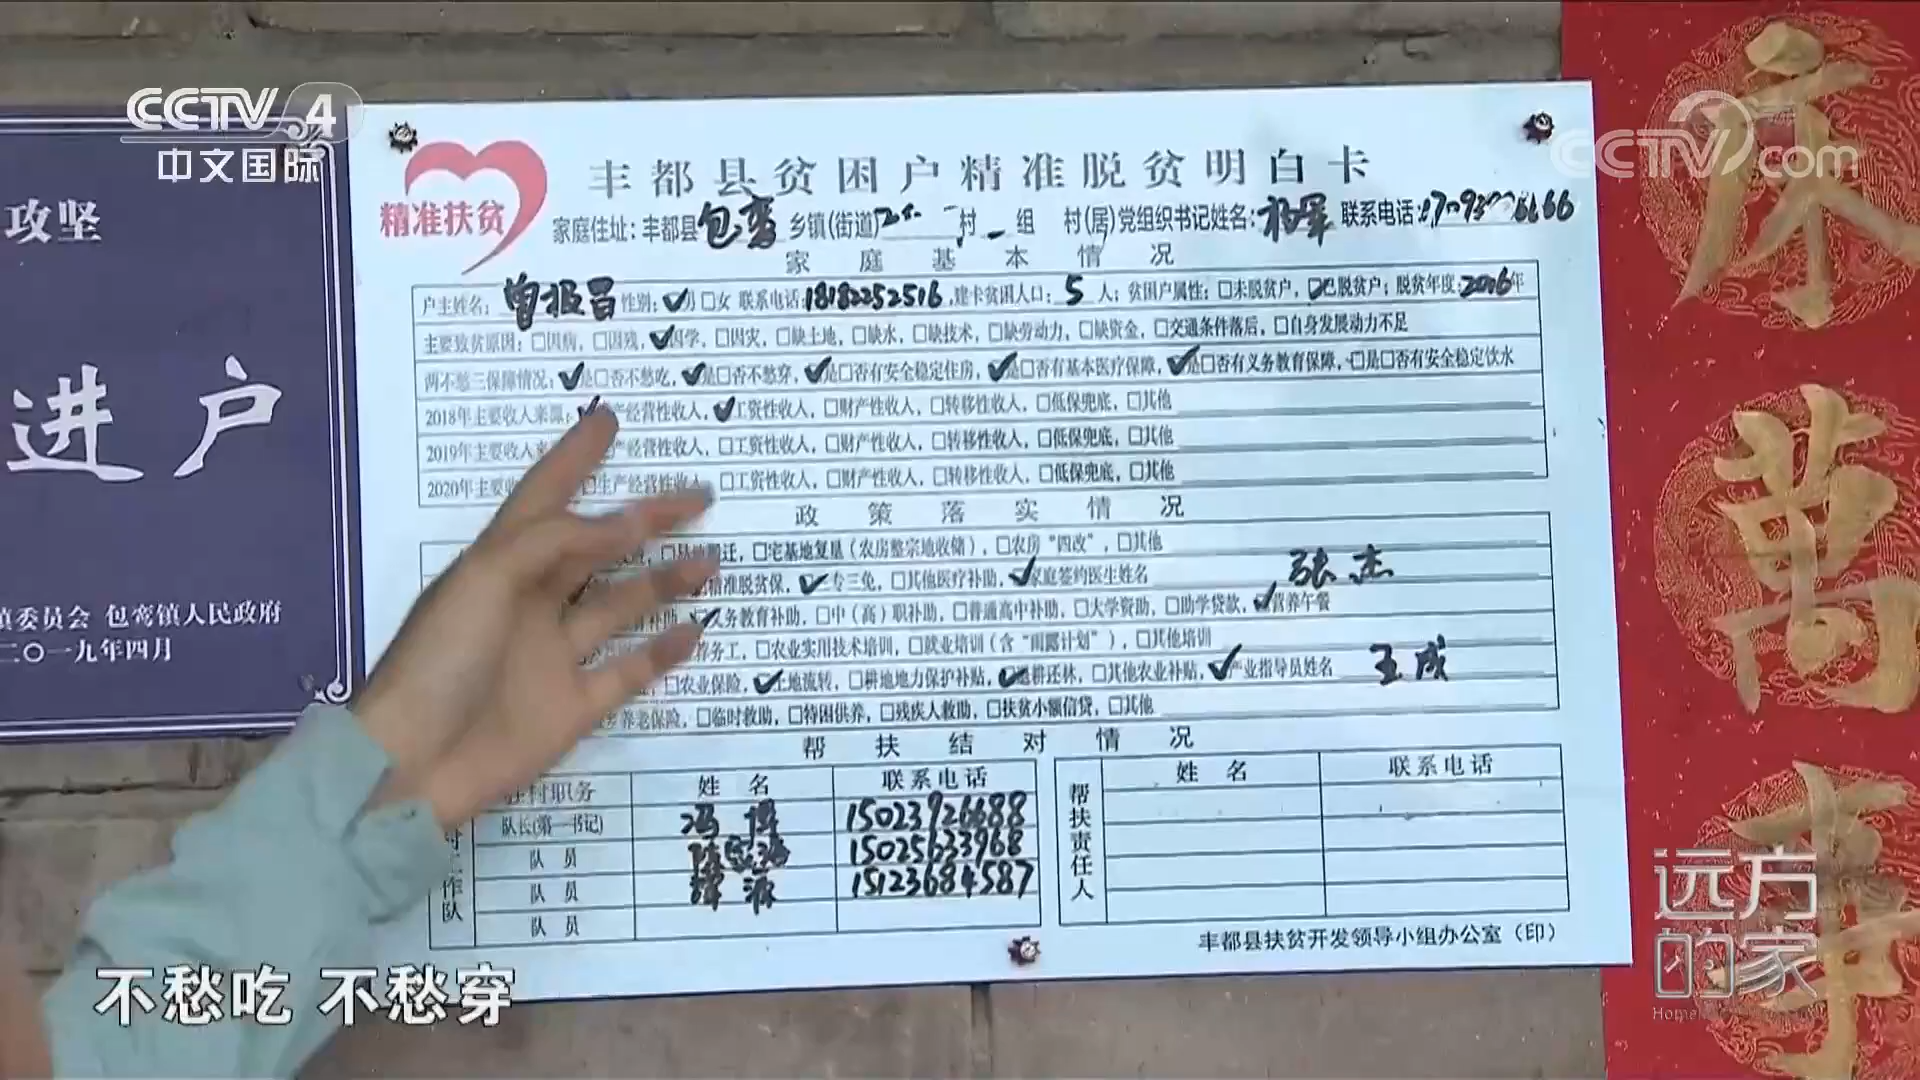 CCTV 4
中文国际
CCTV.com
攻坚
进户
镇委员会 包鸾镇人民政府
二〇一九年四月
精准扶贫
丰都县贫困户精准脱贫明白卡
家庭住址：丰都县包鸾乡镇(街道) 村 组 村(居)党组织书记姓名： 联系电话：
家庭基本情况
户主姓名： 性别：✓男□女 联系电话：18182252516，建卡贫困人口：5人；贫困户属性：□未脱贫户，脱贫户；脱贫年度： 年
主要致贫原因：□因病，□因残，✓因学，□因灾，□缺土地，□缺水，□缺技术，□缺劳动力，□缺资金，□交通条件落后，□自身发展动力不足
两不愁三保障情况：✓是□否不愁吃，✓是□否不愁穿，✓是□否有安全稳定住房，✓是□否有基本医疗保障，✓是□否有义务教育保障，□是□否有安全稳定饮水
2018年主要收入来源：✓产经营性收入，✓工资性收入，□财产性收入，□转移性收入，□低保兜底，□其他
2019年主要收入来 产经营性收入，□工资性收入，□财产性收入，□转移性收入，□低保兜底，□其他
2020年主要收 □生产经营性收入，□工资性收入，□财产性收入，□转移性收入，□低保兜底，□其他
政策落实情况
搬迁，□宅基地复垦（农房整宗地收储），□农房“四改”，□其他
精准脱贫保，✓三专三免，□其他医疗补助，✓家庭签约医生姓名 张杰
育补助，✓义务教育补助，□中（高）职补助，□普通高中补助，□大学资助，□助学贷款，✓营养午餐
荐务工，□农业实用技术培训，□就业培训（含“雨露计划”），□其他培训
□农业保险，✓土地流转，□耕地地力保护补贴，✓退耕还林，□其他农业补贴，✓产业指导员姓名 王成
养老保险，□临时救助，□特困供养，□残疾人救助，□扶贫小额信贷，□其他
帮扶结对情况
驻村职务 姓名 联系电话
队长(第一书记) 冯 15023926688
队员 15025633968
队员 15123684587
队员
作队
帮扶责任人 姓名 联系电话
丰都县扶贫开发领导小组办公室（印）
萬事
远方的家
不愁吃 不愁穿